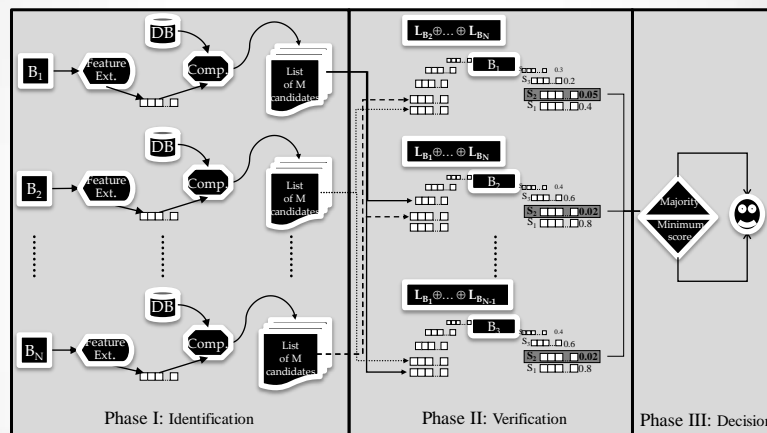 DB
B1
Feature
Ext.
Comp.
List
of M
candidates
DB
B2
Feature
Ext.
Comp.
List
of M
candidates
DB
BN
Feature
Ext.
Comp.
List
of M
candidates
Phase I: Identification
LB2⊕...⊕ LBN
B1
0.3
S3 ... 0.2
S2 ... 0.05
S1 ... 0.4
LB1⊕...⊕ LBN
B2
0.4
S3 ... 0.6
S2 ... 0.02
S1 ... 0.8
LB1⊕...⊕ LBN-1
B3
0.4
S3 ... 0.6
S2 ... 0.02
S1 ... 0.8
Phase II: Verification
Majority
Minimum
score
Phase III: Decision